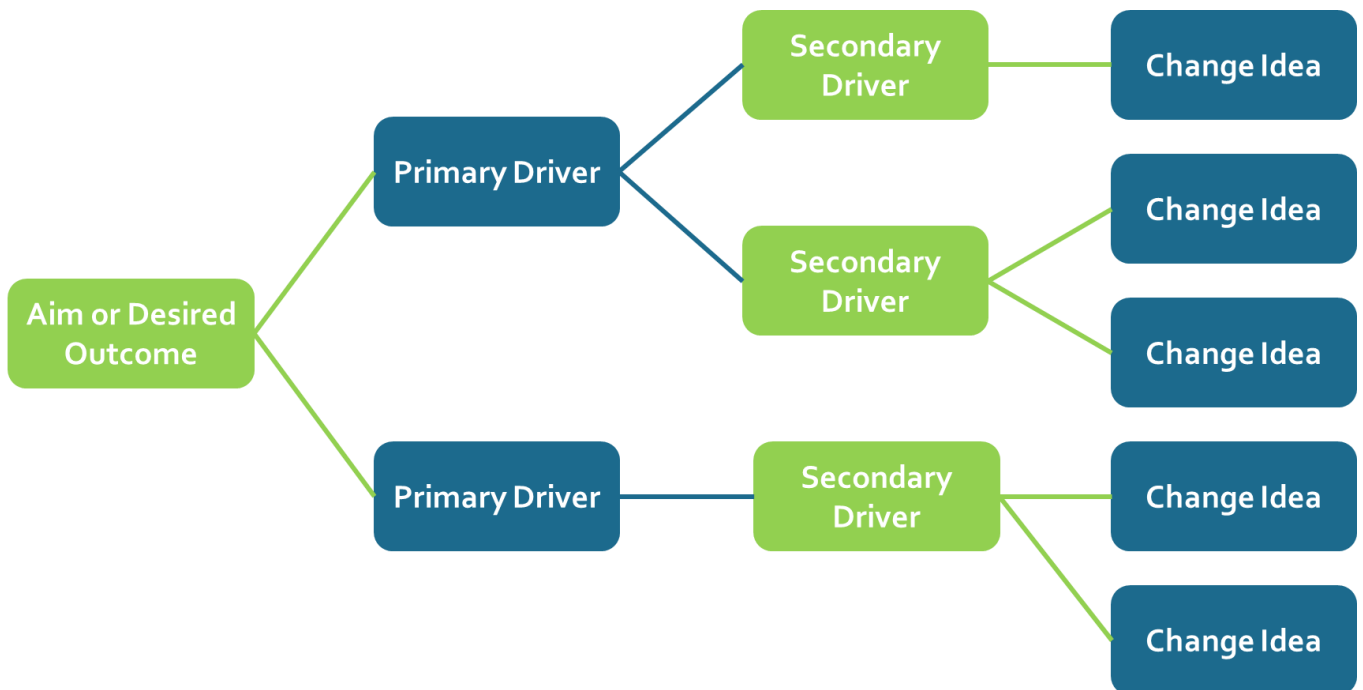 Aim or Desired
Outcome
Primary Driver
Primary Driver
Secondary
Driver
Secondary
Driver
Secondary
Driver
Change Idea
Change Idea
Change Idea
Change Idea
Change Idea